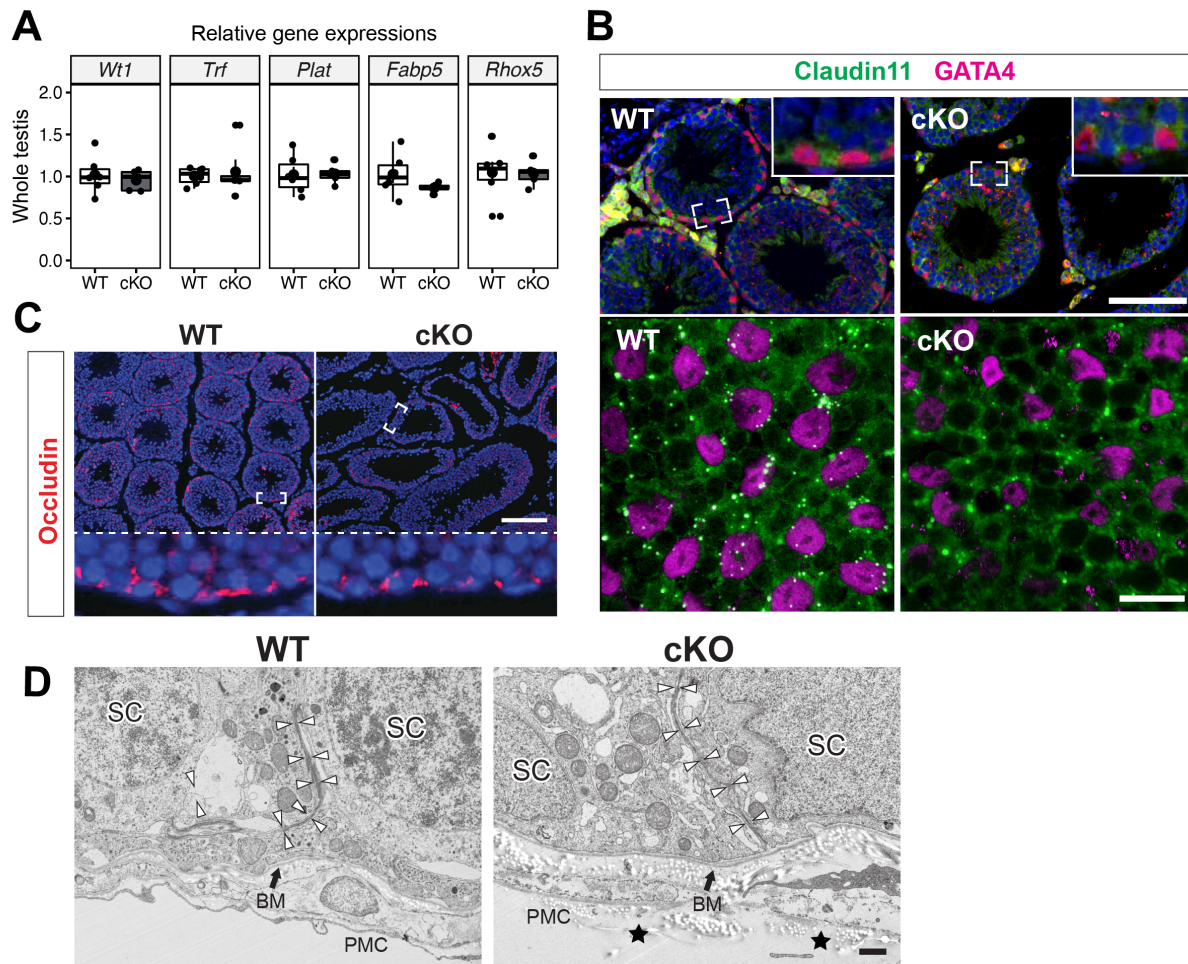 A
Relative gene expressions
Wt1 Trf Plat Fabp5 Rhox5
Whole testis
2.0
1.5
1.0
0.5
0.0
WT cKO WT cKO WT cKO WT cKO WT cKO
B
Claudin11 GATA4
WT cKO
WT cKO
C
WT cKO
Occludin
D
WT cKO
SC SC SC SC
BM BM
PMC PMC